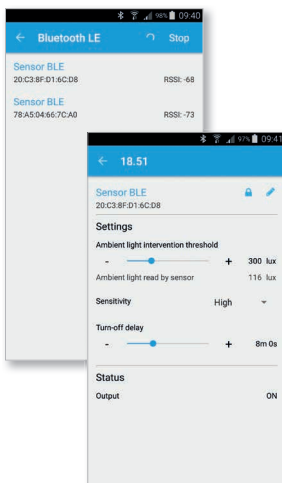 98% 09:40
← Bluetooth LE Stop
Sensor BLE
20:C3:8F:D1:6C:D8 RSSI: -68
Sensor BLE
78:A5:04:66:7C:A0 RSSI: -73
97% 09:41
← 18.51
Sensor BLE
20:C3:8F:D1:6C:D8
Settings
Ambient light intervention threshold
- + 300 lux
Ambient light read by sensor 116 lux
Sensitivity High
Turn-off delay
- + 8m 0s
Status
Output ON